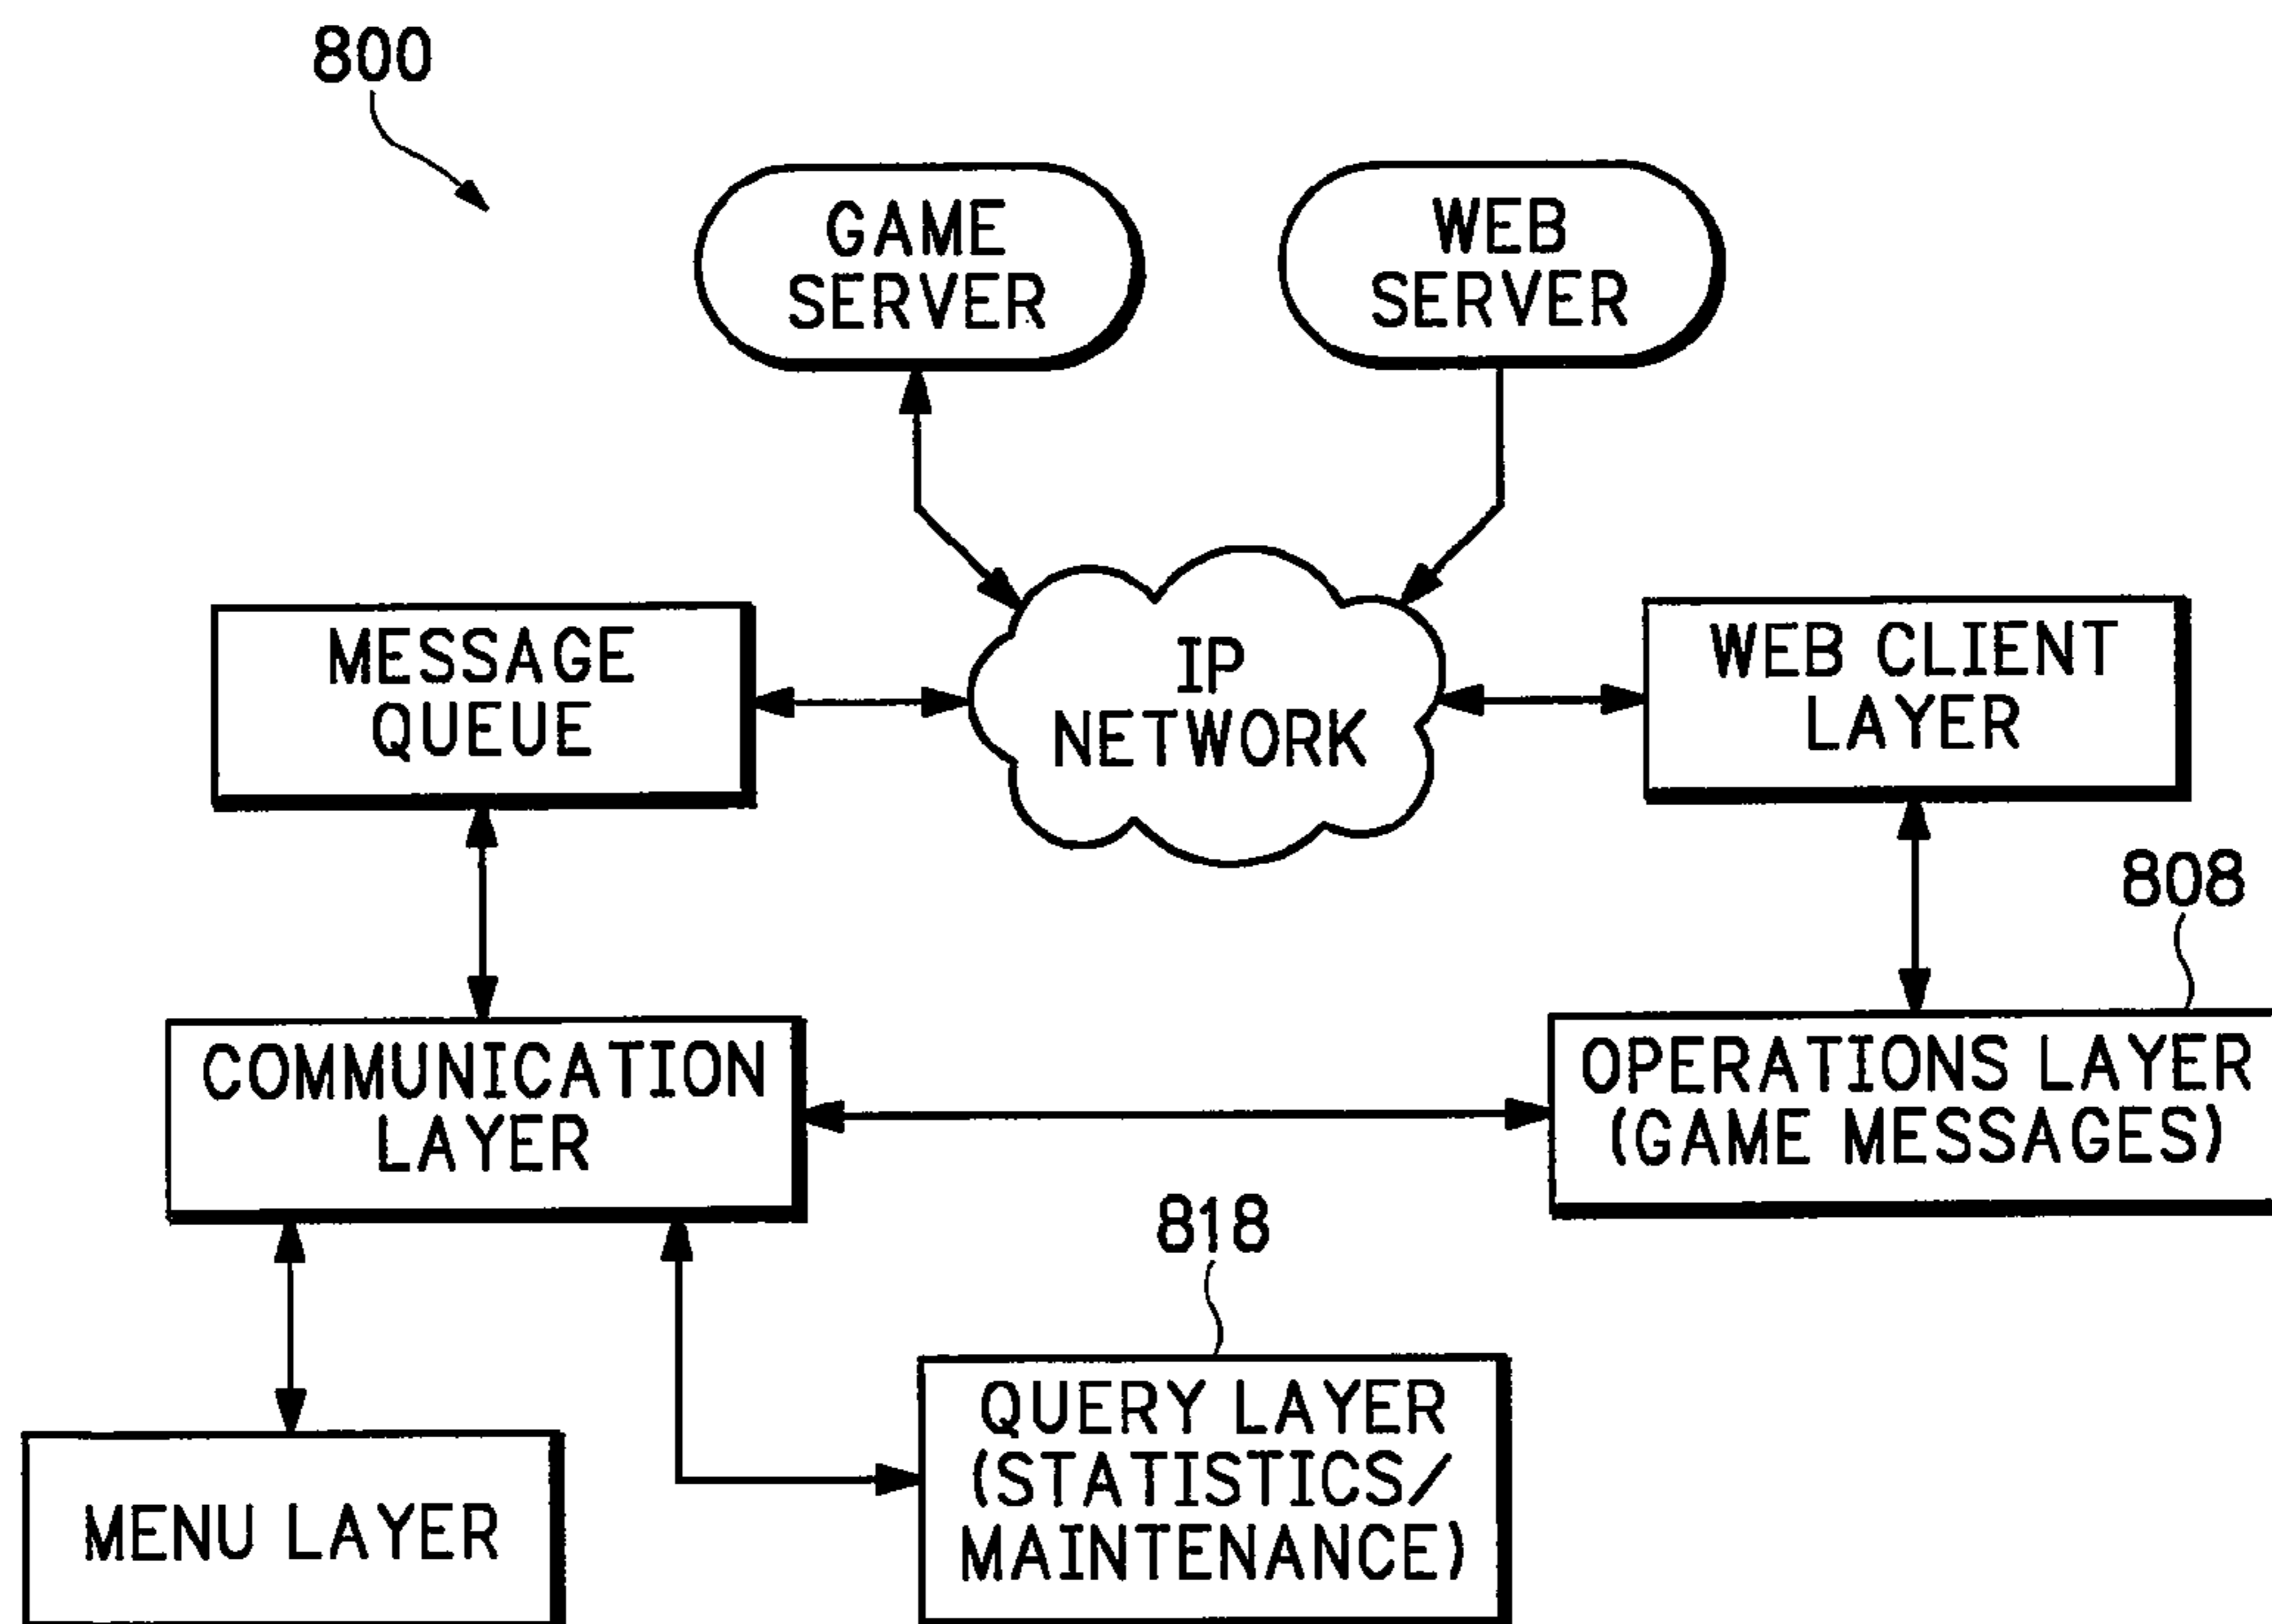 800
GAME
SERVER
WEB
SERVER
MESSAGE
QUEUE
IP
NETWORK
WEB CLIENT
LAYER
808
COMMUNICATION
LAYER
OPERATIONS LAYER
(GAME MESSAGES)
818
QUERY LAYER
(STATISTICS/
MAINTENANCE)
MENU LAYER